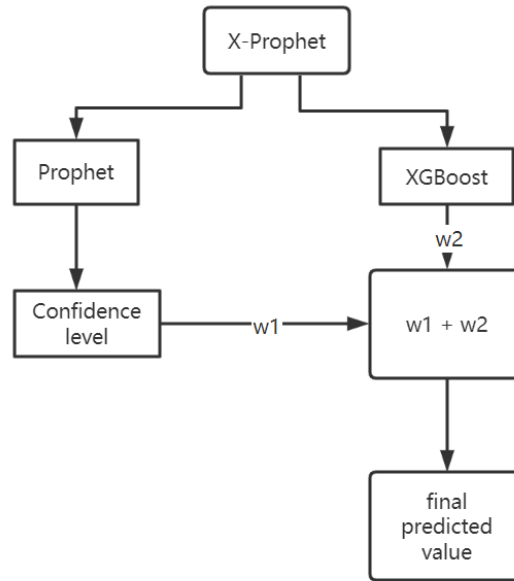 X-Prophet
Prophet
XGBoost
w2
Confidence
level
w1
w1 + w2
final
predicted
value